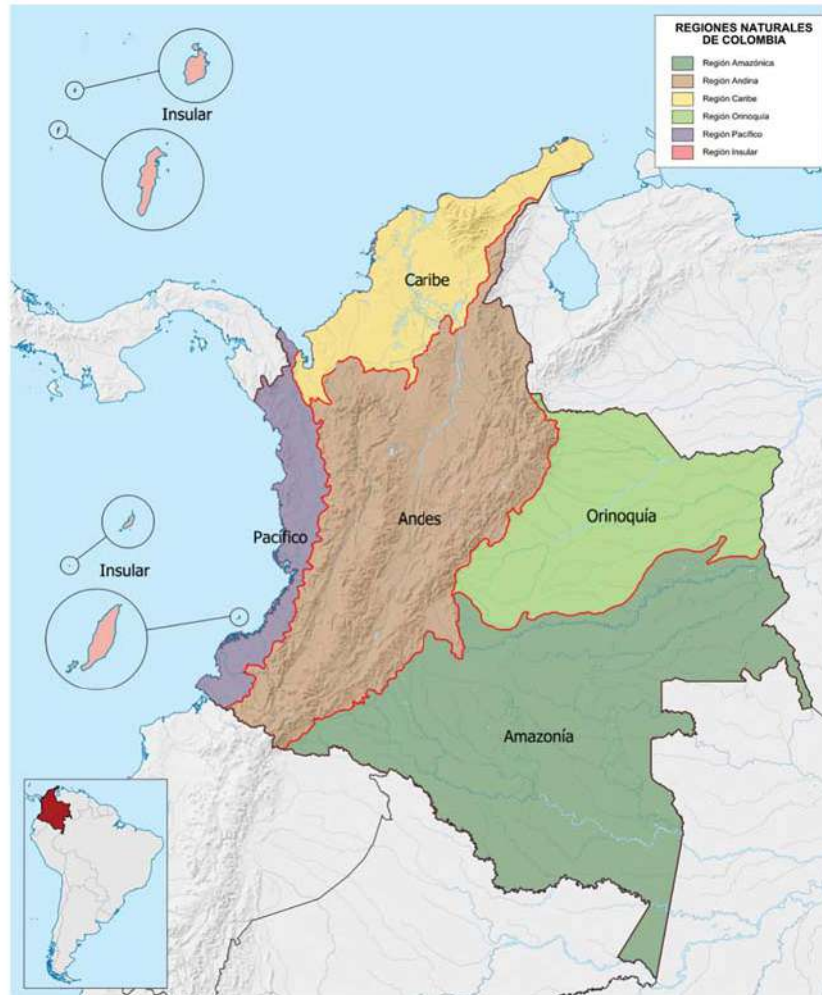 REGIONES NATURALES
DE COLOMBIA
Región Amazónica
Región Andina
Región Caribe
Región Orinoquía
Región Pacífico
Región Insular
Insular
Caribe
Pacífico
Andes
Orinoquía
Insular
Amazonía